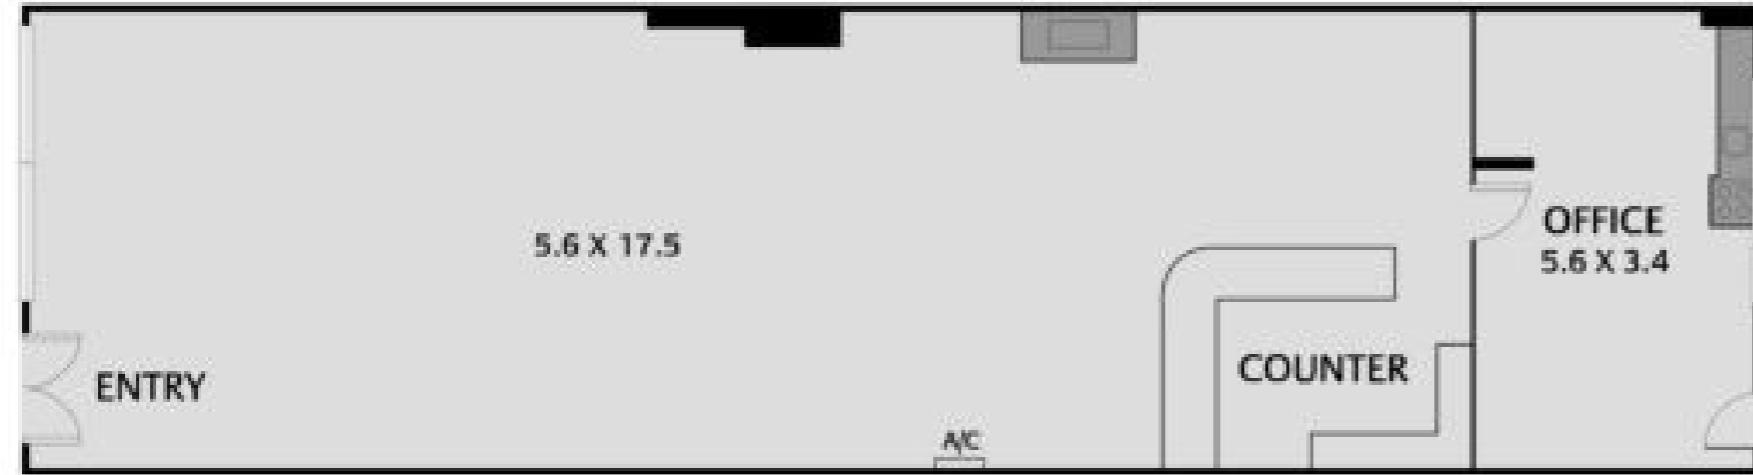 OFFICE
5.6 X 3.4
5.6 X 17.5
COUNTER
ENTRY
A/C